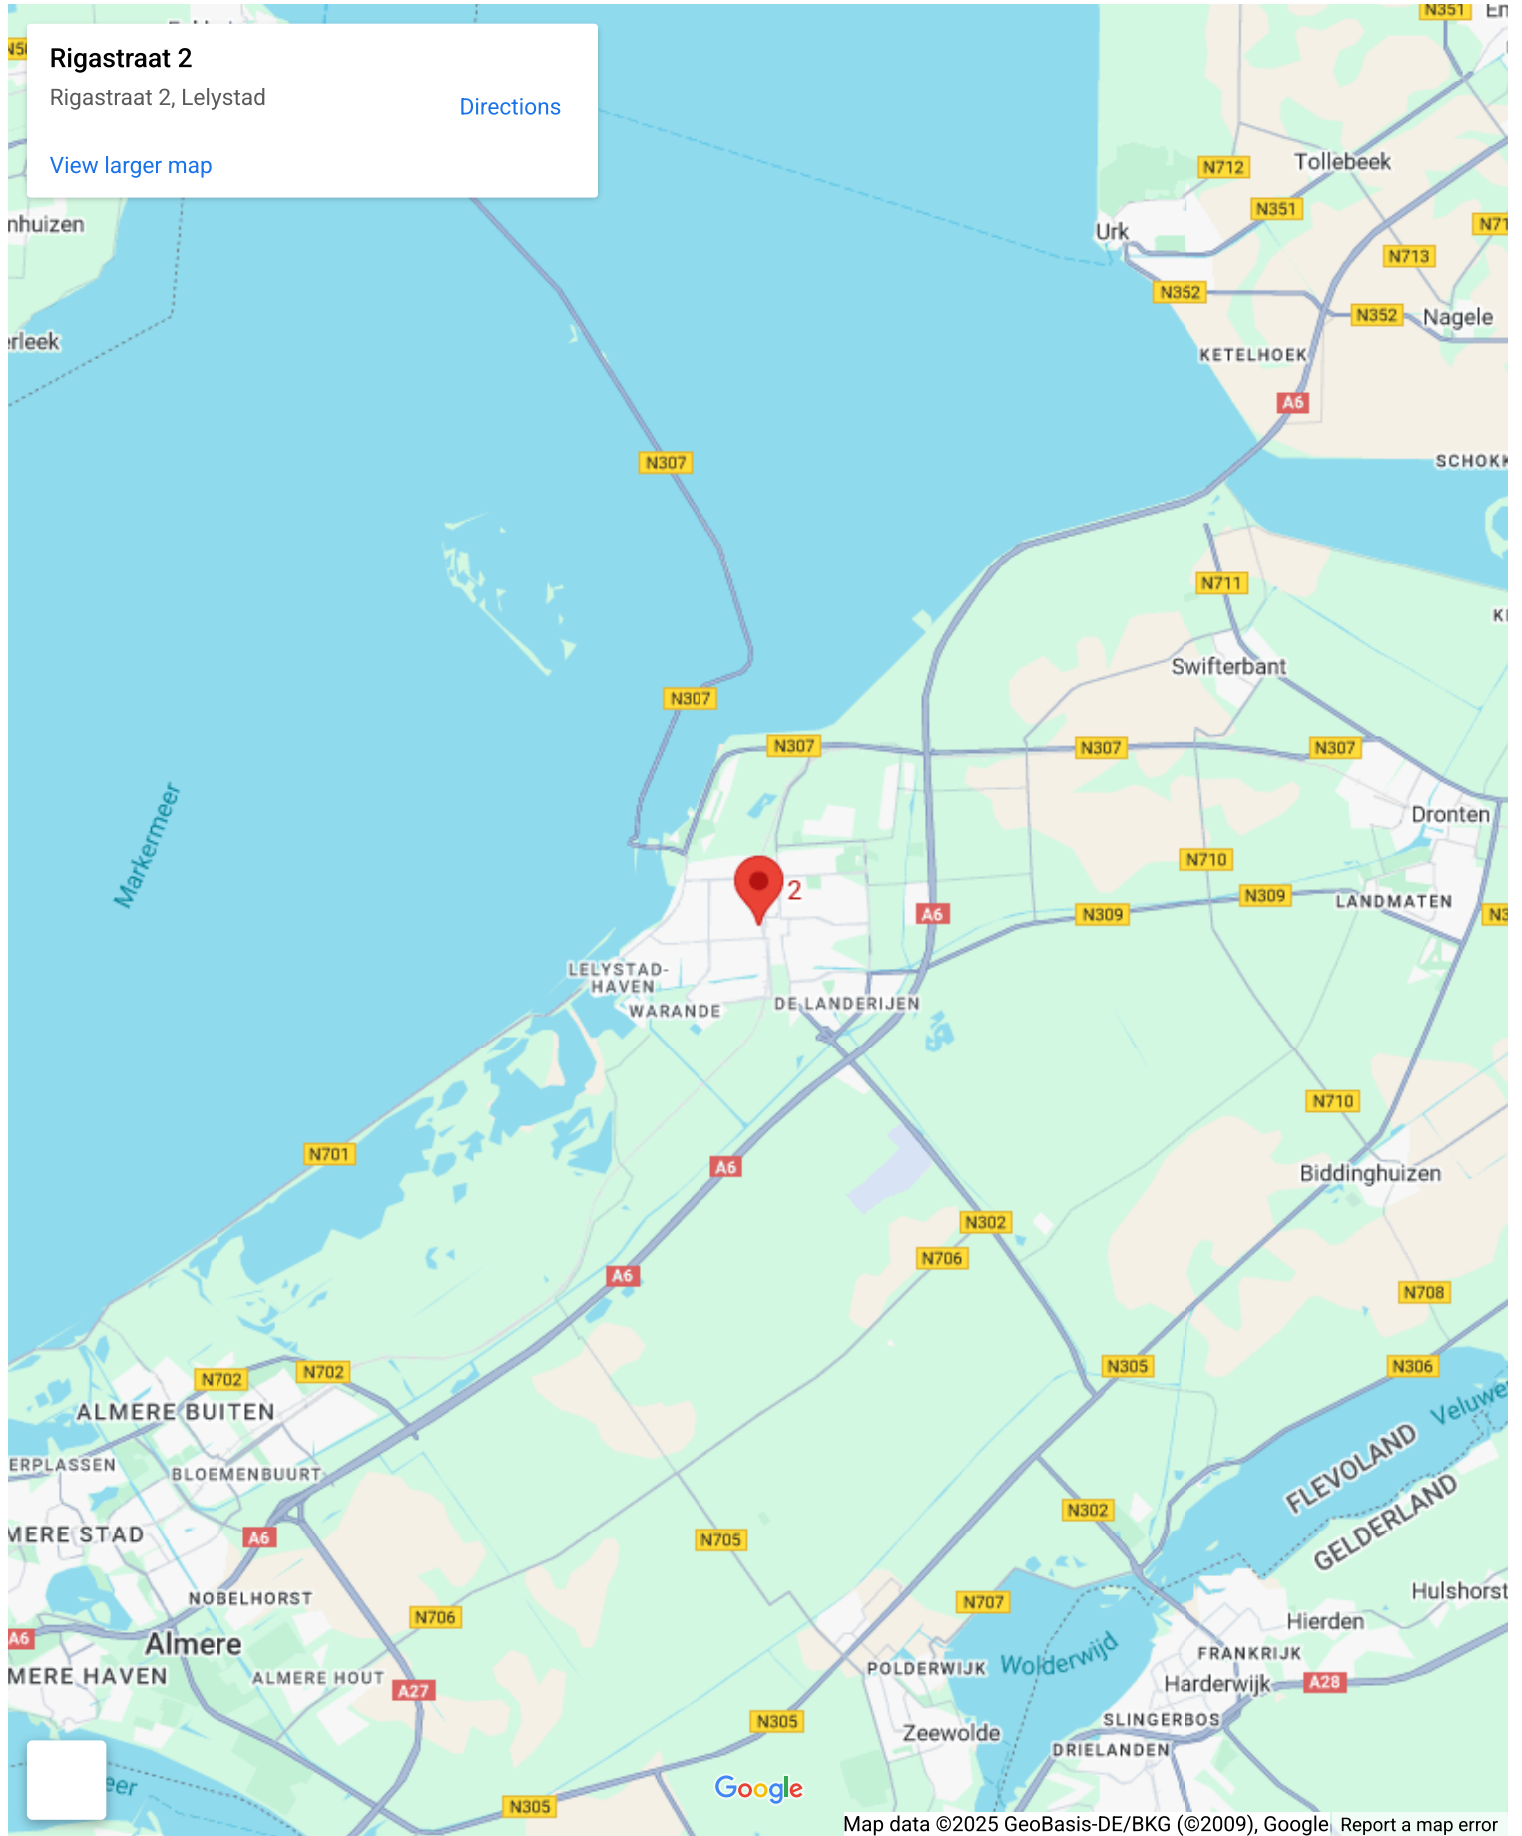 Rigastraat 2
Rigastraat 2, Lelystad
Directions
View larger map
N351
N712
Tollebeek
N351
nhuizen
Urk
N713
N352
N352
Nagele
erleek
KETELHOEK
A6
N307
SCHOKK
N711
Swifterbant
N307
N307
N307
N307
Markermeer
Dronten
N710
2
N309
LANDMATEN
A6
N309
LELYSTAD-
HAVEN
WARANDE
DE LANDERIJEN
N710
N701
A6
Biddinghuizen
N302
N706
A6
N708
N702
N702
N305
N306
ALMERE BUITEN
Veluwe
FLEVOLAND
ERPLASSEN
BLOEMENBUURT
GELDERLAND
N302
MERE STAD
A6
N705
NOBELHORST
N707
Hulshorst
N706
Hierden
A6
Almere
Wolderwijd
FRANKRIJK
MERE HAVEN
ALMERE HOUT
POLDERWIJK
Harderwijk
A28
A27
N305
SLINGERBOS
Zeewolde
DRIELANDEN
eer
Google
N305
Map data ©2025 GeoBasis-DE/BKG (©2009), Google
Report a map error